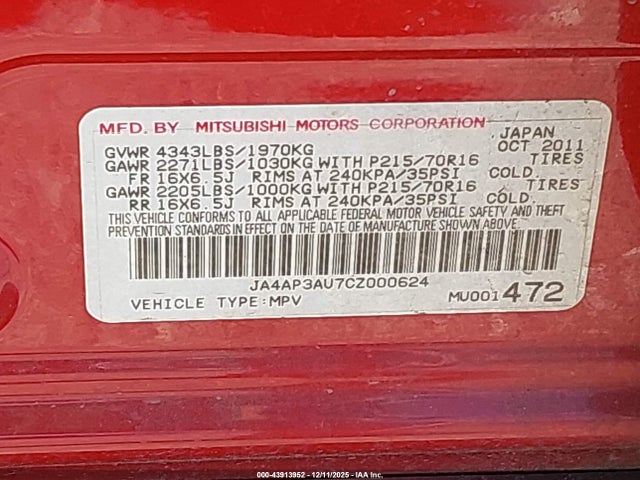 MFD. BY MITSUBISHI MOTORS CORPORATION JAPAN
GVWR 4343LBS/1970KG OCT 2011
GAWR 2271LBS/1030KG WITH P215/70R16 TIRES
FR 16X6.5J RIMS AT 240KPA/35PSI COLD.
GAWR 2205LBS/1000KG WITH P215/70R16 TIRES
RR 16X6.5J RIMS AT 240KPA/35PSI COLD.
THIS VEHICLE CONFORMS TO ALL APPLICABLE FEDERAL MOTOR VEHICLE SAFETY AND THEFT
PREVENTION STANDARDS IN EFFECT ON THE DATE OF MANUFACTURE SHOWN ABOVE.
JA4AP3AU7CZ000624
VEHICLE TYPE:MPV MU001472
000-43913952 - 12/11/2025 - IAA Inc.